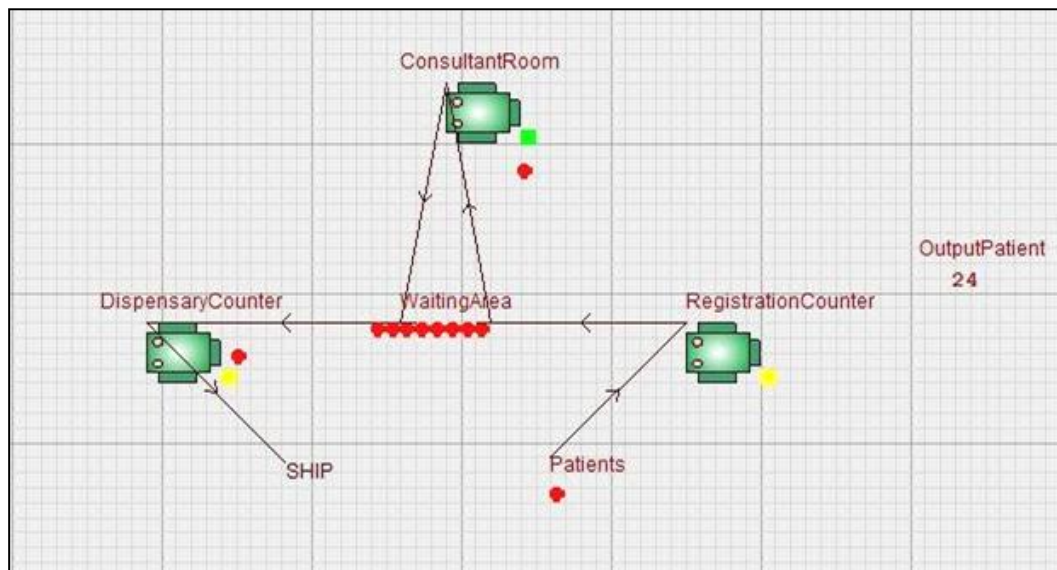 ConsultantRoom
OutputPatient
24
DispensaryCounter
WaitingArea
RegistrationCounter
SHIP
Patients